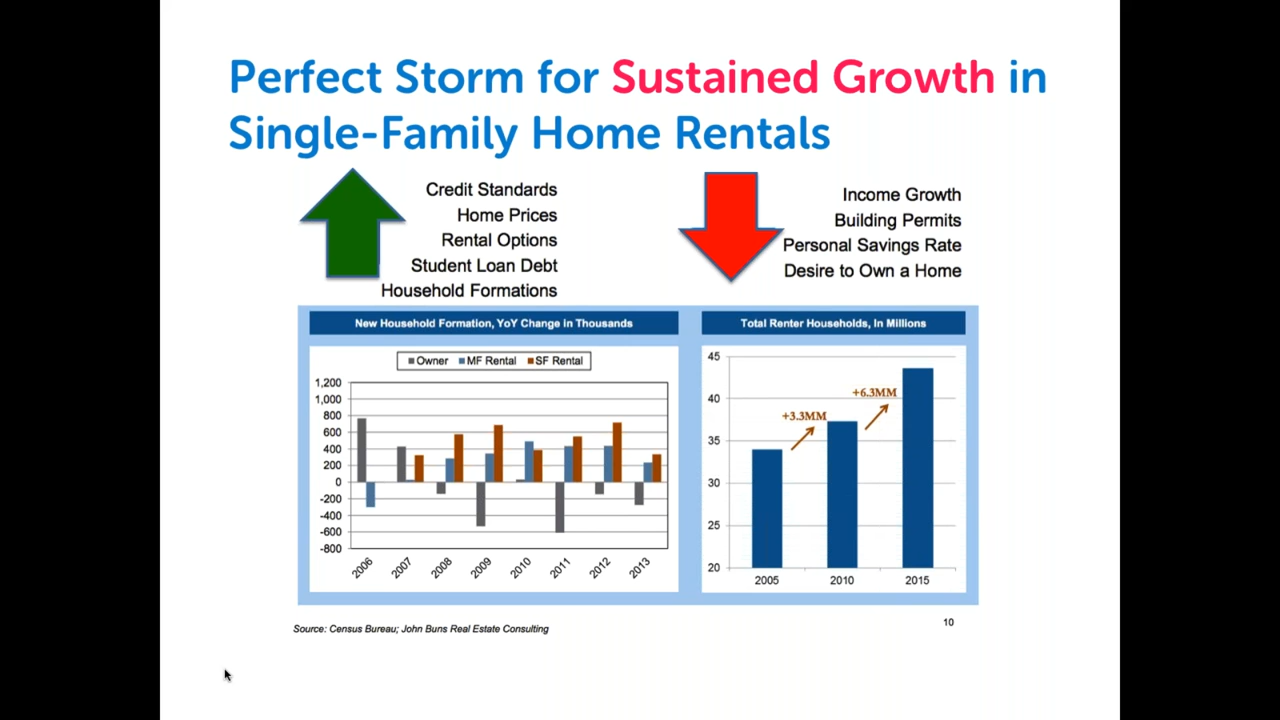 Perfect Storm for Sustained Growth in
Single-Family Home Rentals
Credit Standards
Home Prices
Rental Options
Student Loan Debt
Household Formations
Income Growth
Building Permits
Personal Savings Rate
Desire to Own a Home
New Household Formation, YoY Change in Thousands
Owner MF Rental SF Rental
1,200
1,000
800
600
400
200
0
-200
-400
-600
-800
2006 2007 2008 2009 2010 2011 2012 2013
Total Renter Households, In Millions
45
40
35
30
25
20
+3.3MM
+6.3MM
2005 2010 2015
Source: Census Bureau; John Buns Real Estate Consulting
10